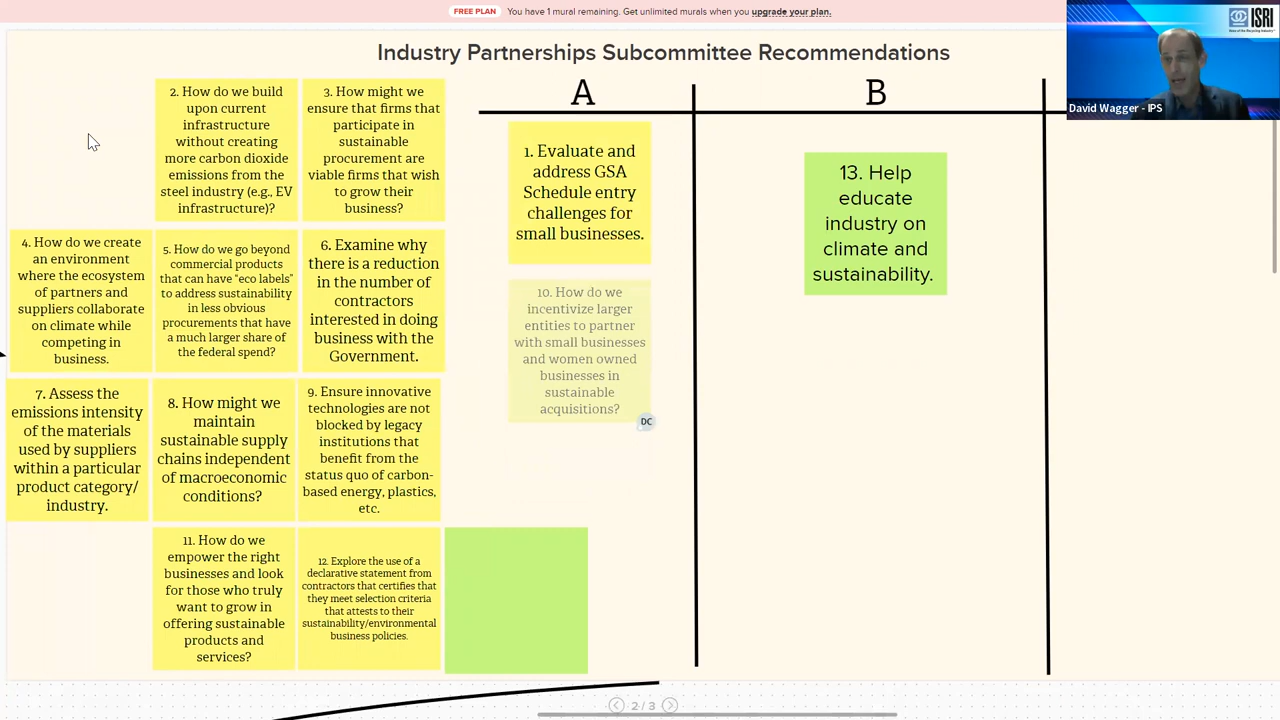 FREE PLAN You have 1 mural remaining. Get unlimited murals when you upgrade your plan.
ISRI
David Wagger - IPS
Industry Partnerships Subcommittee Recommendations
A
B
2. How do we build
upon current
infrastructure
without creating
more carbon dioxide
emissions from the
steel industry (e.g., EV
infrastructure)?
3. How might we
ensure that firms that
participate in
sustainable
procurement are
viable firms that wish
to grow their
business?
1. Evaluate and
address GSA
Schedule entry
challenges for
small businesses.
13. Help
educate
industry on
climate and
sustainability.
4. How do we create
an environment
where the ecosystem
of partners and
suppliers collaborate
on climate while
competing in
business.
5. How do we go beyond
commercial products
that can have "eco labels"
to address sustainability
in less obvious
procurements that have
a much larger share of
the federal spend?
6. Examine why
there is a reduction
in the number of
contractors
interested in doing
business with the
Government.
10. How do we
incentivize larger
entities to partner
with small businesses
and women owned
businesses in
sustainable
acquisitions?
DC
7. Assess the
emissions intensity
of the materials
used by suppliers
within a particular
product category/
industry.
8. How might we
maintain
sustainable supply
chains independent
of macroeconomic
conditions?
9. Ensure innovative
technologies are not
blocked by legacy
institutions that
benefit from the
status quo of carbon-
based energy, plastics,
etc.
11. How do we
empower the right
businesses and look
for those who truly
want to grow in
offering sustainable
products and
services?
12. Explore the use of a
declarative statement from
contractors that certifies that
they meet selection criteria
that attests to their
sustainability/environmental
business policies.
2 / 3